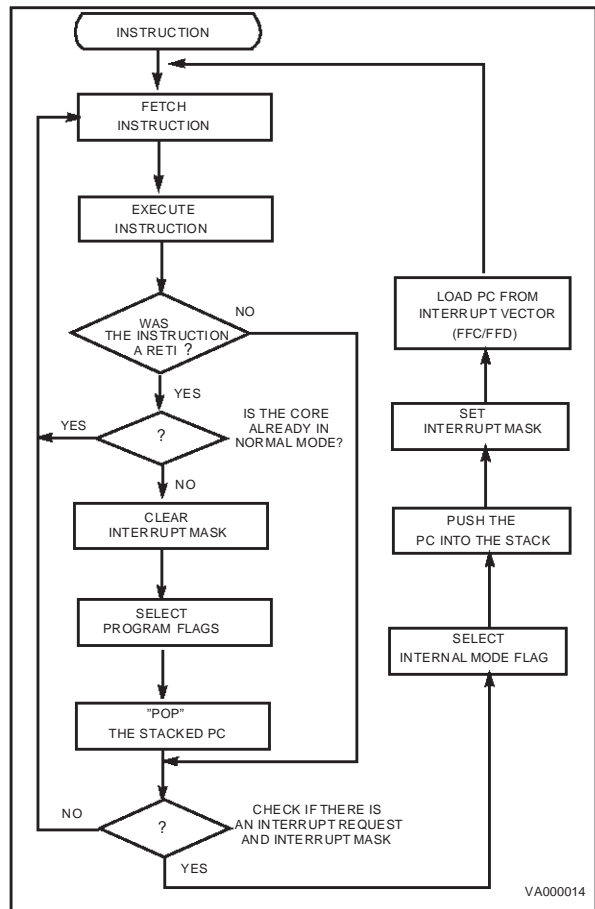 INSTRUCTION
FETCH
INSTRUCTION
EXECUTE
INSTRUCTION
WAS
THE INSTRUCTION
A RETI ?
NO
YES
?
IS THE CORE
ALREADY IN
NORMAL MODE?
YES
NO
CLEAR
INTERRUPT MASK
SELECT
PROGRAM FLAGS
"POP"
THE STACKED PC
?
CHECK IF THERE IS
AN INTERRUPT REQUEST
AND INTERRUPT MASK
NO
YES
SELECT
INTERNAL MODE FLAG
PUSH THE
PC INTO THE STACK
SET
INTERRUPT MASK
LOAD PC FROM
INTERRUPT VECTOR
(FFC/FFD)
VA000014